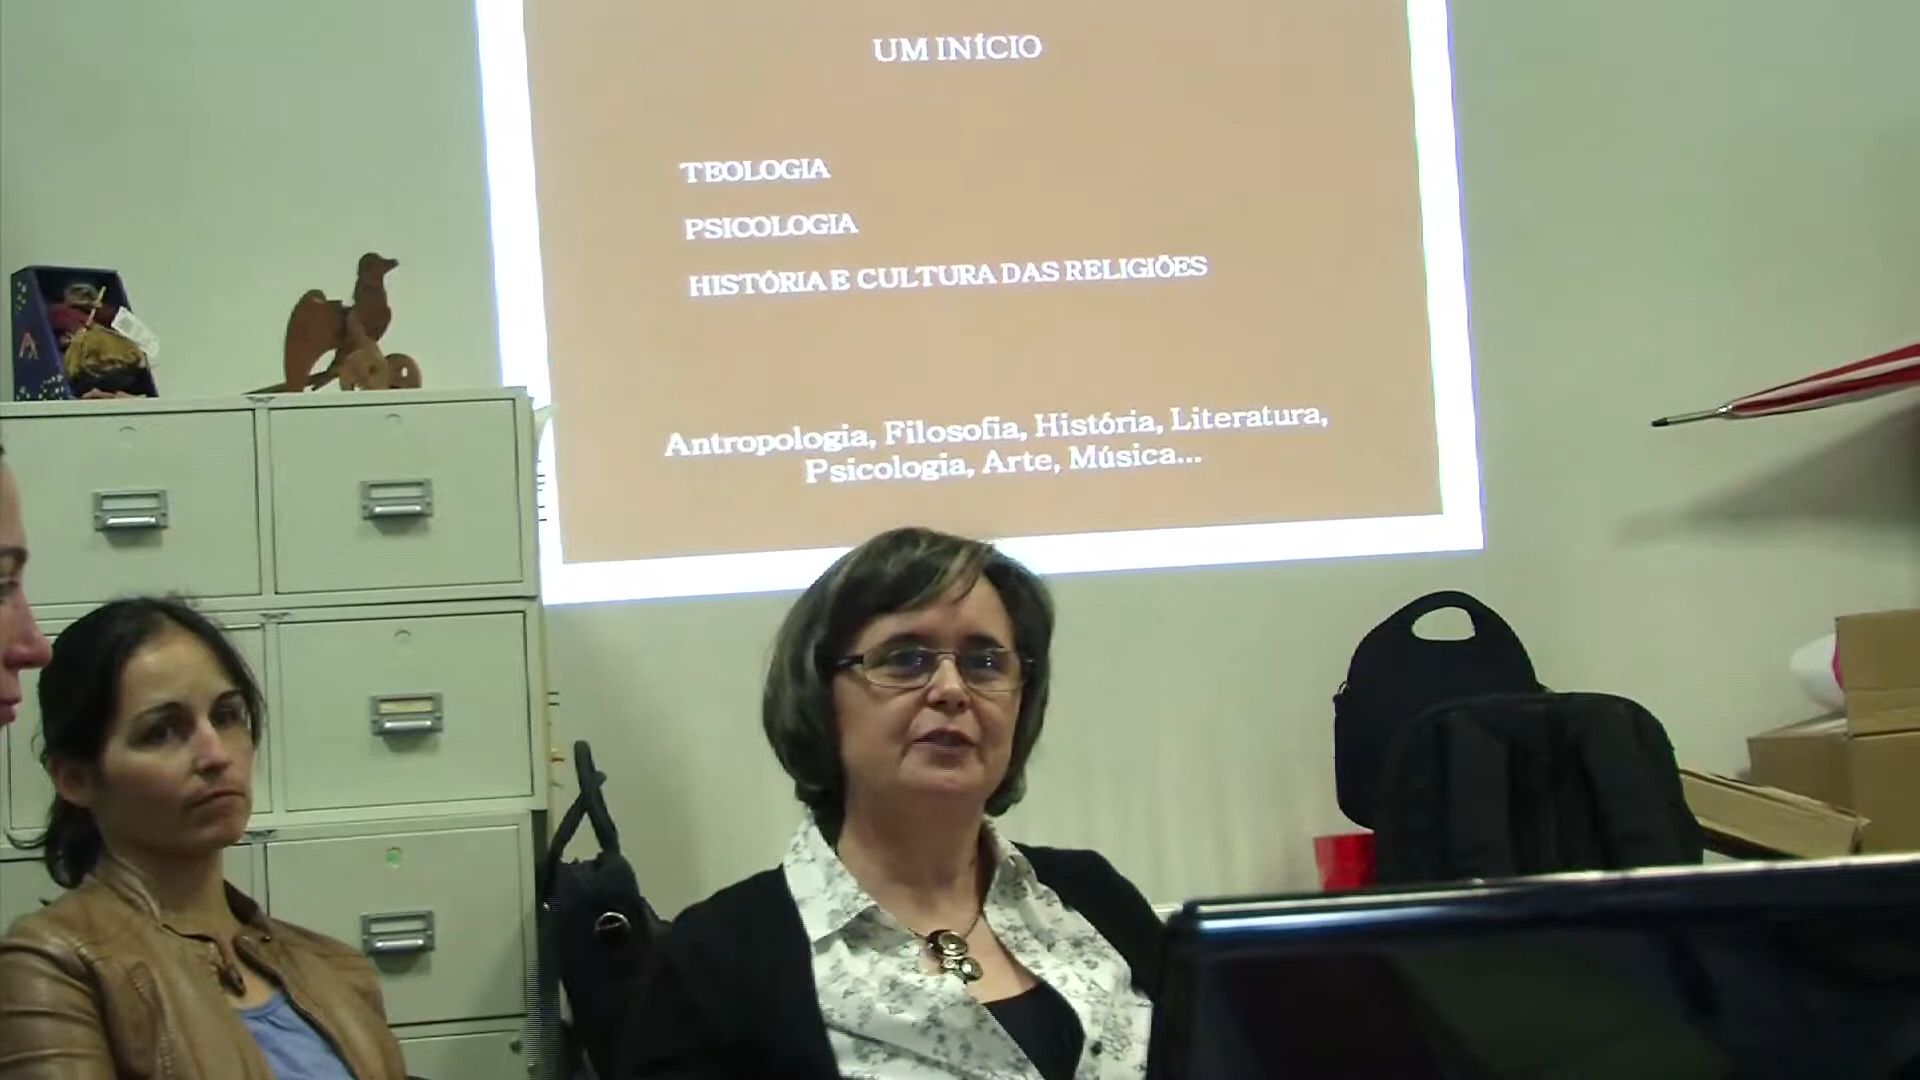 UM INÍCIO
TEOLOGIA
PSICOLOGIA
HISTÓRIA E CULTURA DAS RELIGIÕES
Antropologia, Filosofia, História, Literatura,
Psicologia, Arte, Música...